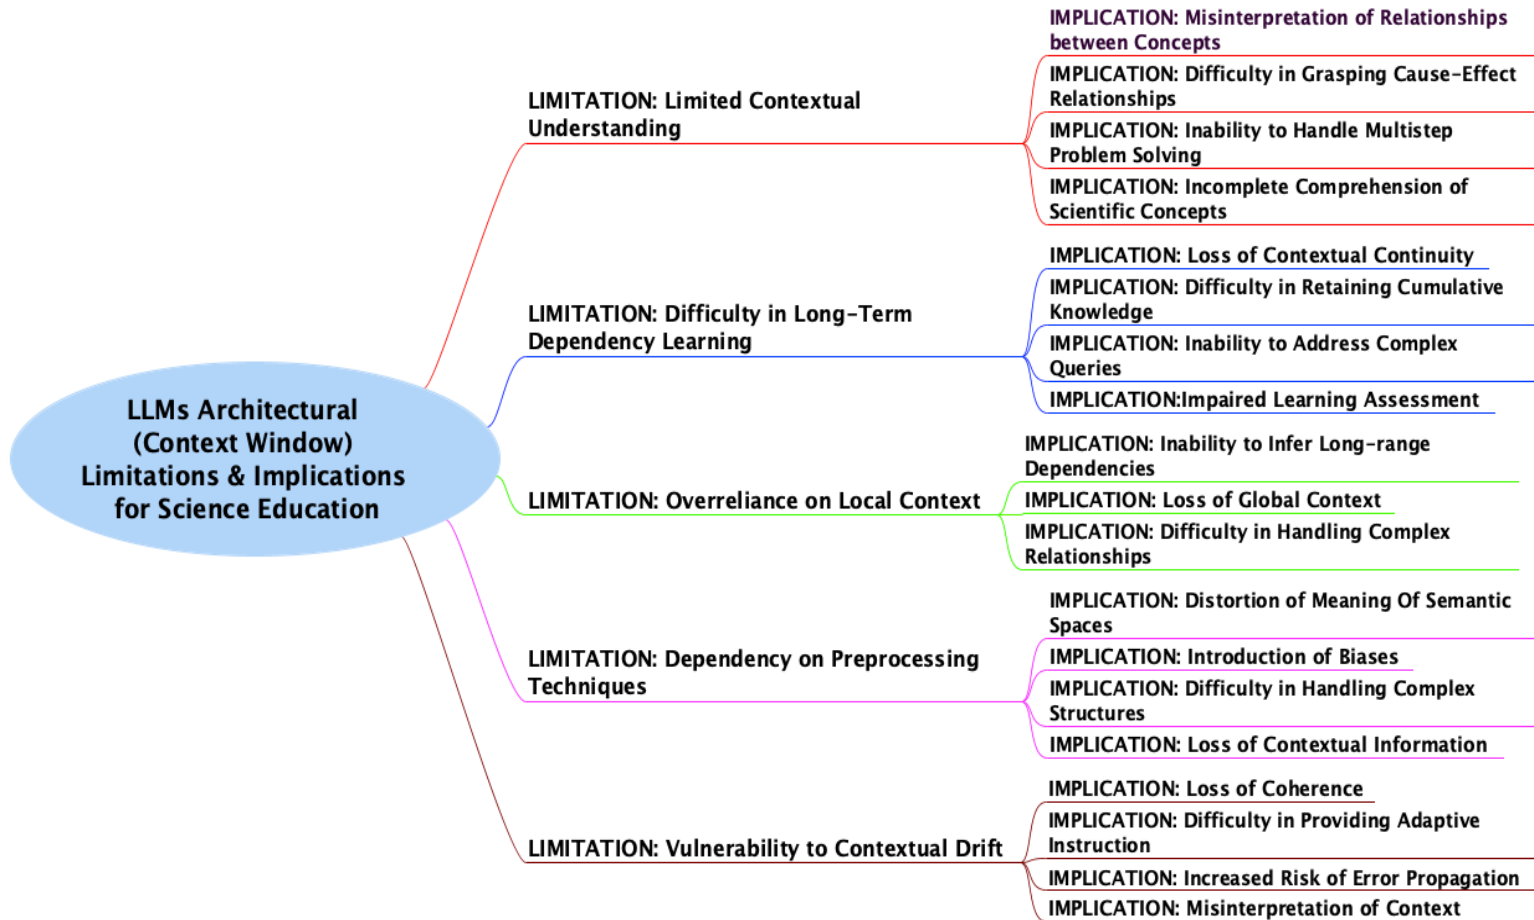 LLMs Architectural
(Context Window)
Limitations & Implications
for Science Education
LIMITATION: Limited Contextual
Understanding
IMPLICATION: Misinterpretation of Relationships
between Concepts
IMPLICATION: Difficulty in Grasping Cause-Effect
Relationships
IMPLICATION: Inability to Handle Multistep
Problem Solving
IMPLICATION: Incomplete Comprehension of
Scientific Concepts
LIMITATION: Difficulty in Long-Term
Dependency Learning
IMPLICATION: Loss of Contextual Continuity
IMPLICATION: Difficulty in Retaining Cumulative
Knowledge
IMPLICATION: Inability to Address Complex
Queries
IMPLICATION:Impaired Learning Assessment
LIMITATION: Overreliance on Local Context
IMPLICATION: Inability to Infer Long-range
Dependencies
IMPLICATION: Loss of Global Context
IMPLICATION: Difficulty in Handling Complex
Relationships
LIMITATION: Dependency on Preprocessing
Techniques
IMPLICATION: Distortion of Meaning Of Semantic
Spaces
IMPLICATION: Introduction of Biases
IMPLICATION: Difficulty in Handling Complex
Structures
IMPLICATION: Loss of Contextual Information
LIMITATION: Vulnerability to Contextual Drift
IMPLICATION: Loss of Coherence
IMPLICATION: Difficulty in Providing Adaptive
Instruction
IMPLICATION: Increased Risk of Error Propagation
IMPLICATION: Misinterpretation of Context